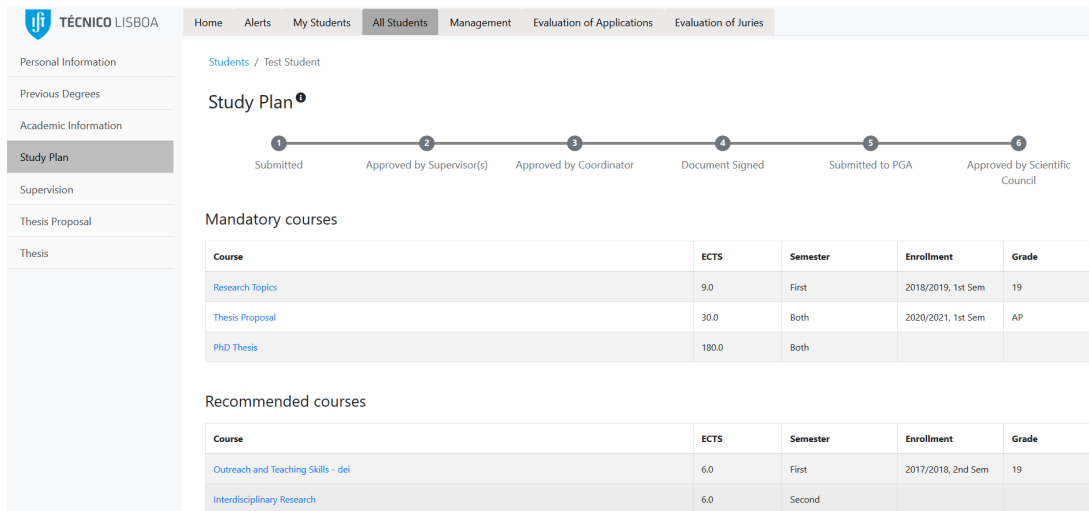 TÉCNICO LISBOA
Home Alerts My Students All Students Management Evaluation of Applications Evaluation of Juries
Personal Information
Previous Degrees
Academic Information
Study Plan
Supervision
Thesis Proposal
Thesis
Students / Test Student
Study Plan
1 2 3 4 5 6
Submitted Approved by Supervisor(s) Approved by Coordinator Document Signed Submitted to PGA Approved by Scientific
Council
Mandatory courses
Course ECTS Semester Enrollment Grade
Research Topics 9.0 First 2018/2019, 1st Sem 19
Thesis Proposal 30.0 Both 2020/2021, 1st Sem AP
PhD Thesis 180.0 Both
Recommended courses
Course ECTS Semester Enrollment Grade
Outreach and Teaching Skills - dei 6.0 First 2017/2018, 2nd Sem 19
Interdisciplinary Research 6.0 Second